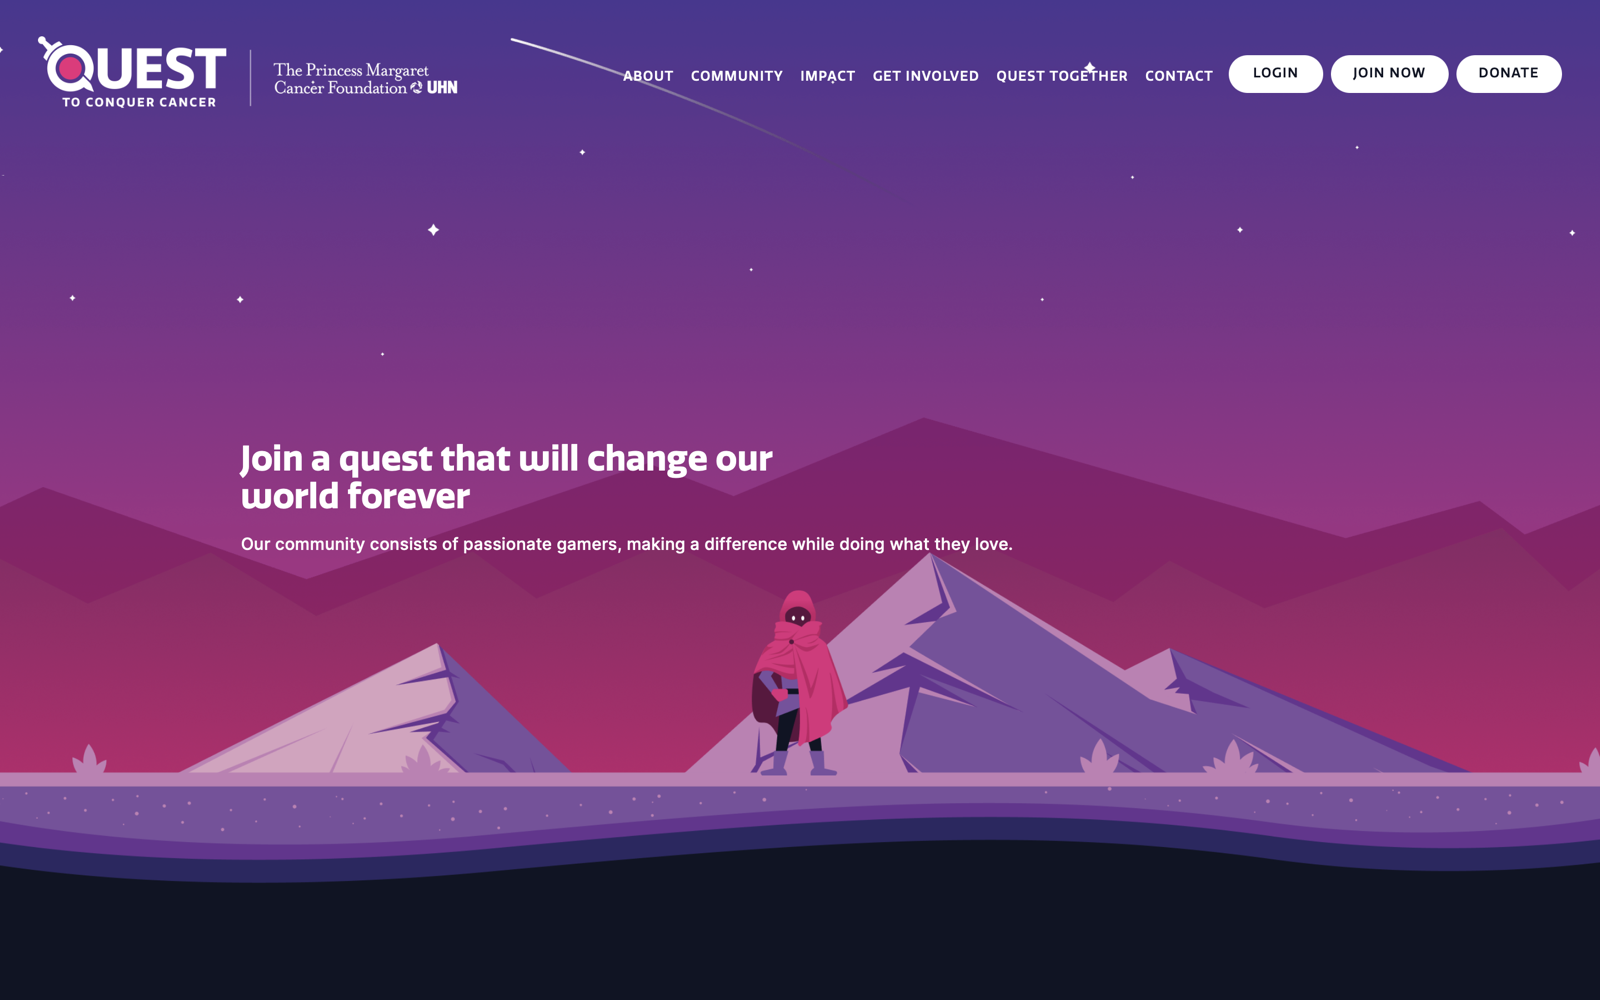 QUEST
TO CONQUER CANCER
The Princess Margaret
Cancer Foundation UHN
ABOUT COMMUNITY IMPACT GET INVOLVED QUEST TOGETHER CONTACT LOGIN JOIN NOW DONATE
Join a quest that will change our
world forever
Our community consists of passionate gamers, making a difference while doing what they love.